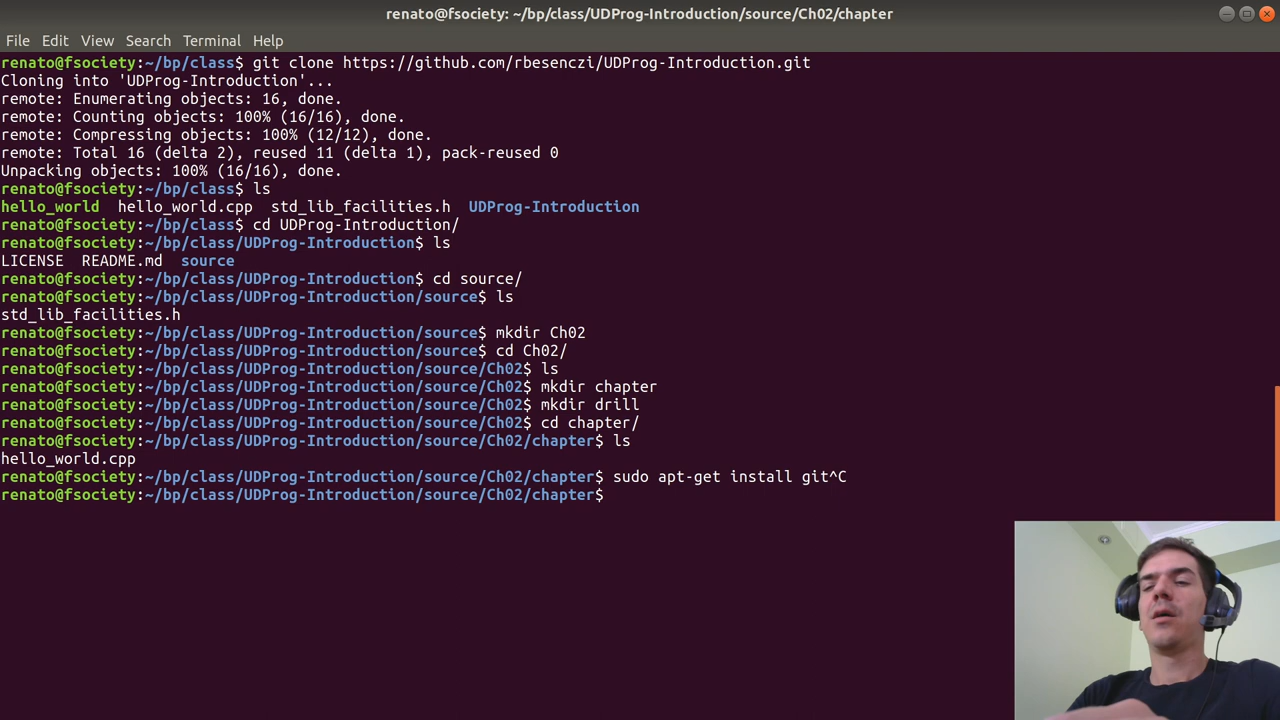 renato@fsociety: ~/bp/class/UDProg-Introduction/source/Ch02/chapter
File Edit View Search Terminal Help
renato@fsociety:~/bp/class$ git clone https://github.com/rbesenczi/UDProg-Introduction.git
Cloning into 'UDProg-Introduction'...
remote: Enumerating objects: 16, done.
remote: Counting objects: 100% (16/16), done.
remote: Compressing objects: 100% (12/12), done.
remote: Total 16 (delta 2), reused 11 (delta 1), pack-reused 0
Unpacking objects: 100% (16/16), done.
renato@fsociety:~/bp/class$ ls
hello_world  hello_world.cpp  std_lib_facilities.h  UDProg-Introduction
renato@fsociety:~/bp/class$ cd UDProg-Introduction/
renato@fsociety:~/bp/class/UDProg-Introduction$ ls
LICENSE  README.md  source
renato@fsociety:~/bp/class/UDProg-Introduction$ cd source/
renato@fsociety:~/bp/class/UDProg-Introduction/source$ ls
std_lib_facilities.h
renato@fsociety:~/bp/class/UDProg-Introduction/source$ mkdir Ch02
renato@fsociety:~/bp/class/UDProg-Introduction/source$ cd Ch02/
renato@fsociety:~/bp/class/UDProg-Introduction/source/Ch02$ ls
renato@fsociety:~/bp/class/UDProg-Introduction/source/Ch02$ mkdir chapter
renato@fsociety:~/bp/class/UDProg-Introduction/source/Ch02$ mkdir drill
renato@fsociety:~/bp/class/UDProg-Introduction/source/Ch02$ cd chapter/
renato@fsociety:~/bp/class/UDProg-Introduction/source/Ch02/chapter$ ls
hello_world.cpp
renato@fsociety:~/bp/class/UDProg-Introduction/source/Ch02/chapter$ sudo apt-get install git^C
renato@fsociety:~/bp/class/UDProg-Introduction/source/Ch02/chapter$